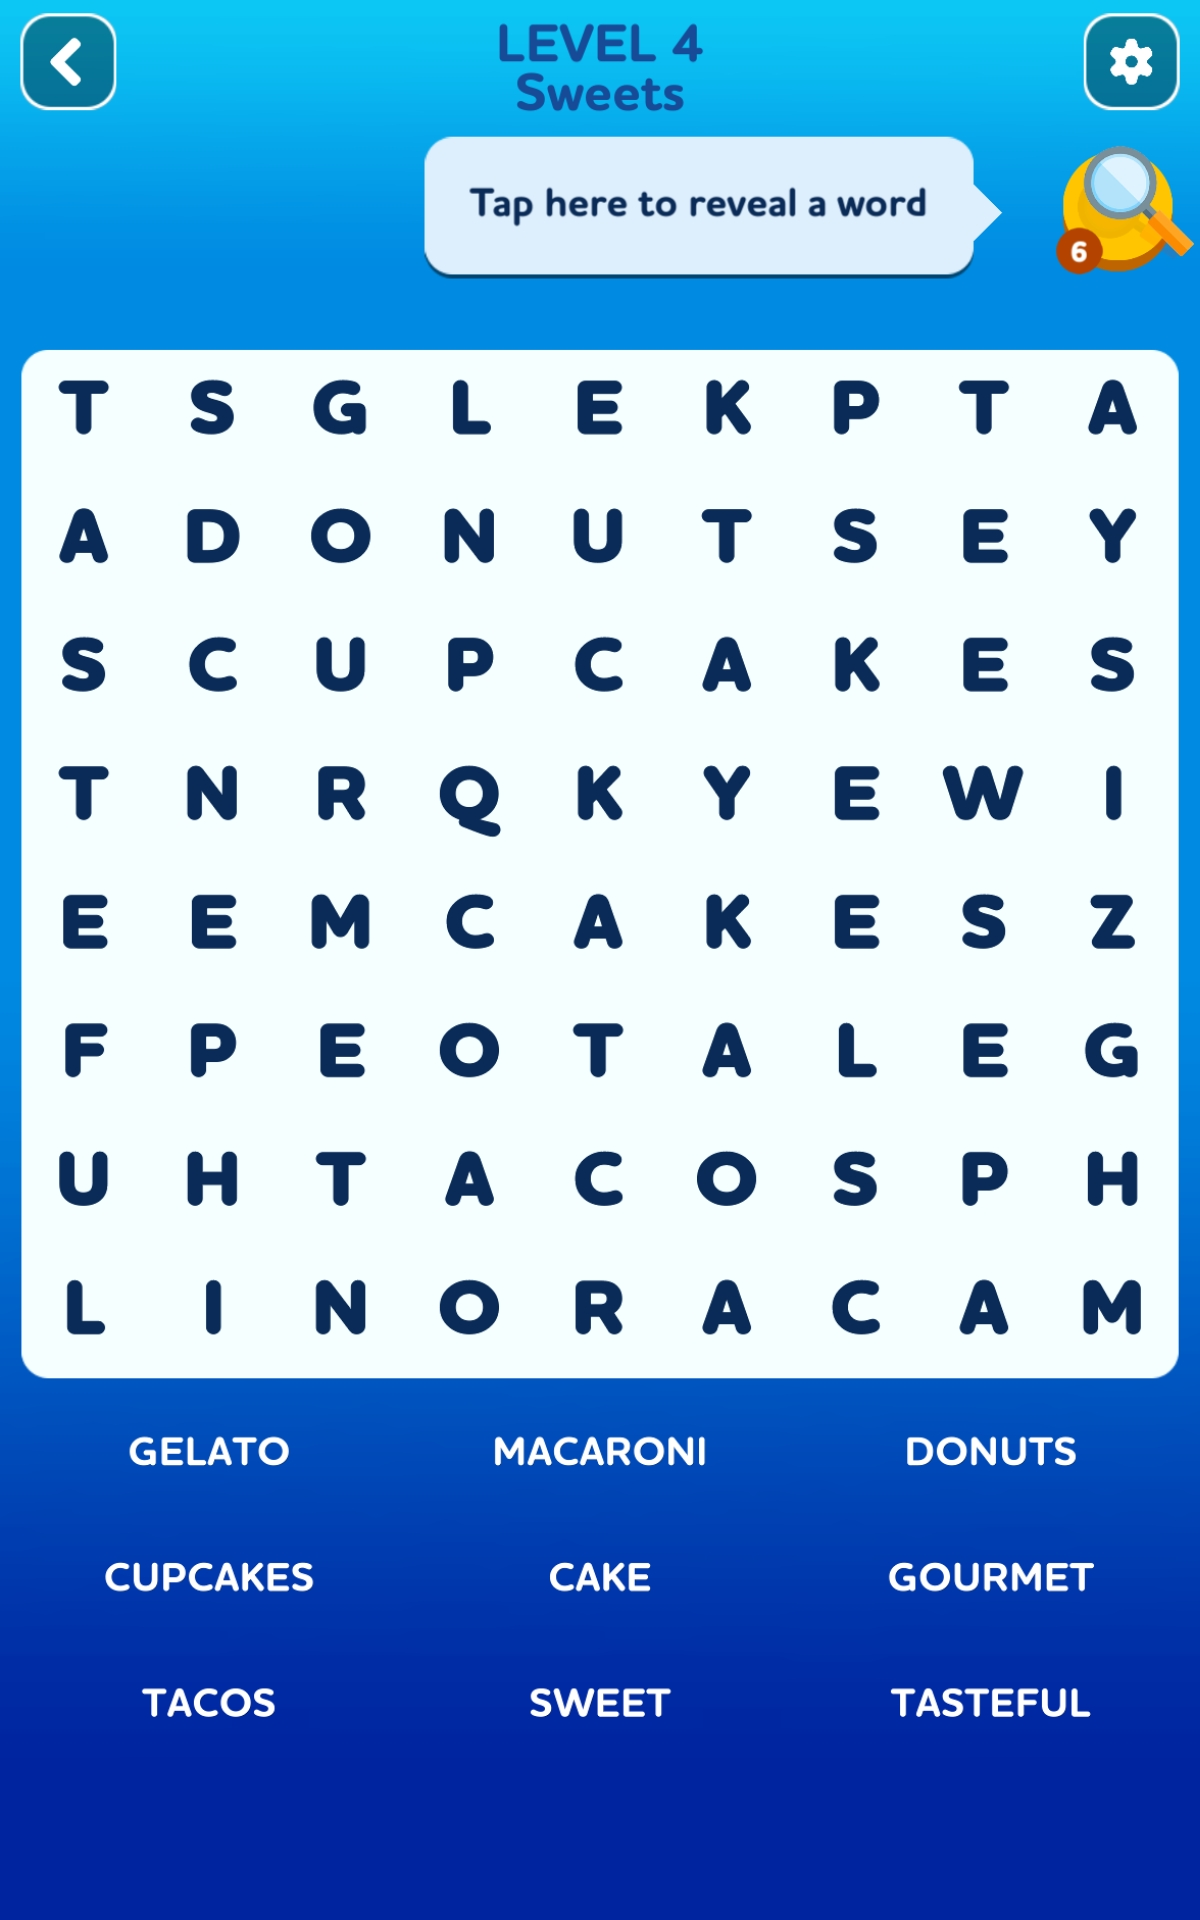 LEVEL 4
Sweets
Tap here to reveal a word
6
T S G L E K P T A
A D O N U T S E Y
S C U P C A K E S
T N R Q K Y E W I
E E M C A K E S Z
F P E O T A L E G
U H T A C O S P H
L I N O R A C A M
GELATO MACARONI DONUTS
CUPCAKES CAKE GOURMET
TACOS SWEET TASTEFUL